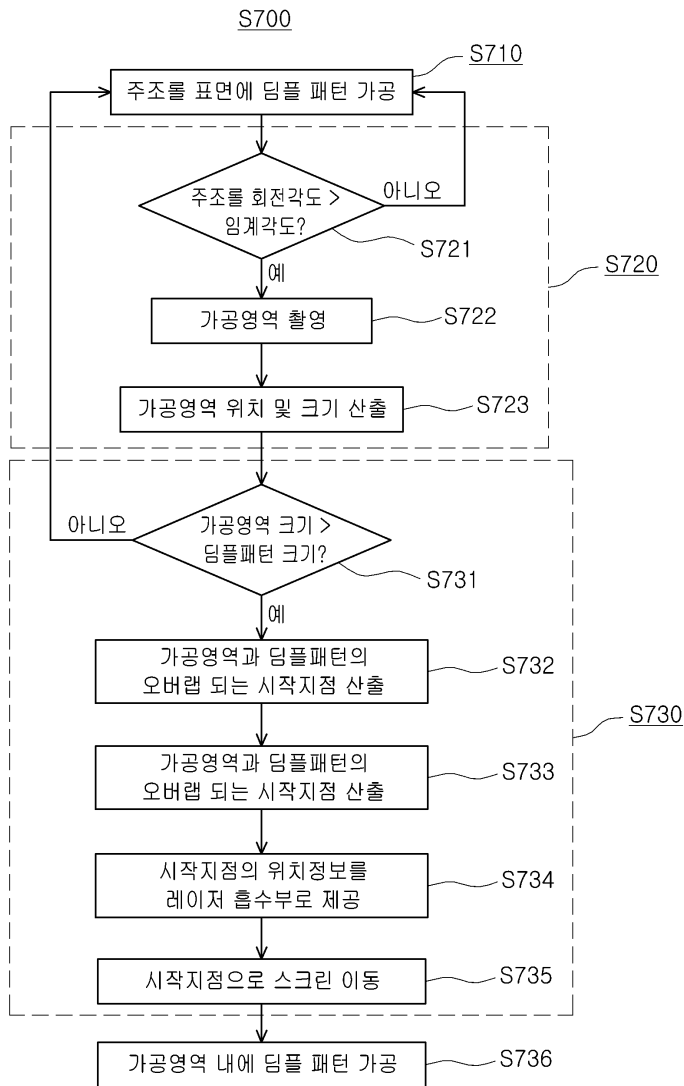 S700
S710
주조롤 표면에 딤플 패턴 가공
주조롤 회전각도 >
임계각도?
아니오
S721
예
S720
가공영역 촬영
S722
가공영역 위치 및 크기 산출
S723
가공영역 크기 >
딤플패턴 크기?
아니오
S731
예
가공영역과 딤플패턴의
오버랩 되는 시작지점 산출
S732
S730
가공영역과 딤플패턴의
오버랩 되는 시작지점 산출
S733
시작지점의 위치정보를
레이저 흡수부로 제공
S734
시작지점으로 스크린 이동
S735
가공영역 내에 딤플 패턴 가공
S736